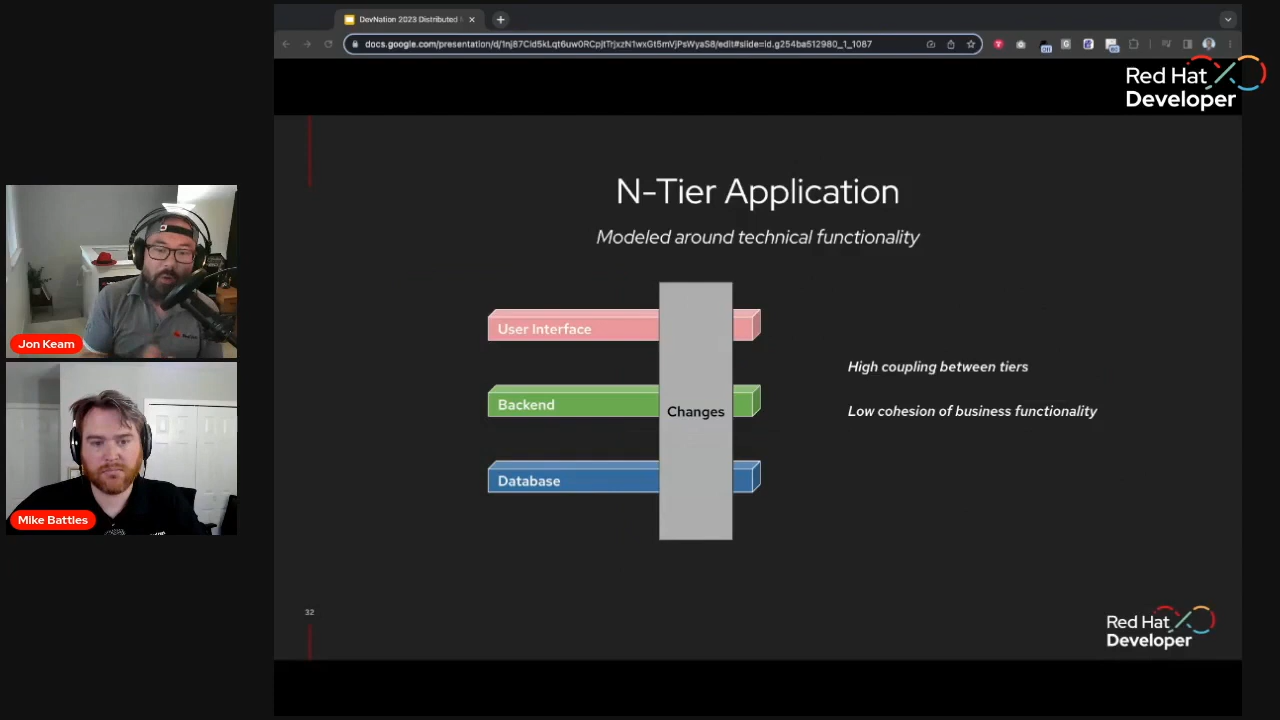 DevNation 2023 Distributed
docs.google.com/presentation/d/1nj87Cid5kLqt6uw0RCpjtTrjxzN1wxGt5mVjPsWyaS8/edit#slide=id.g254ba512980_1_1087
Red Hat
Developer
N-Tier Application
Modeled around technical functionality
User Interface
Backend
Database
Changes
High coupling between tiers
Low cohesion of business functionality
Jon Keam
Mike Battles
32
Red Hat
Developer